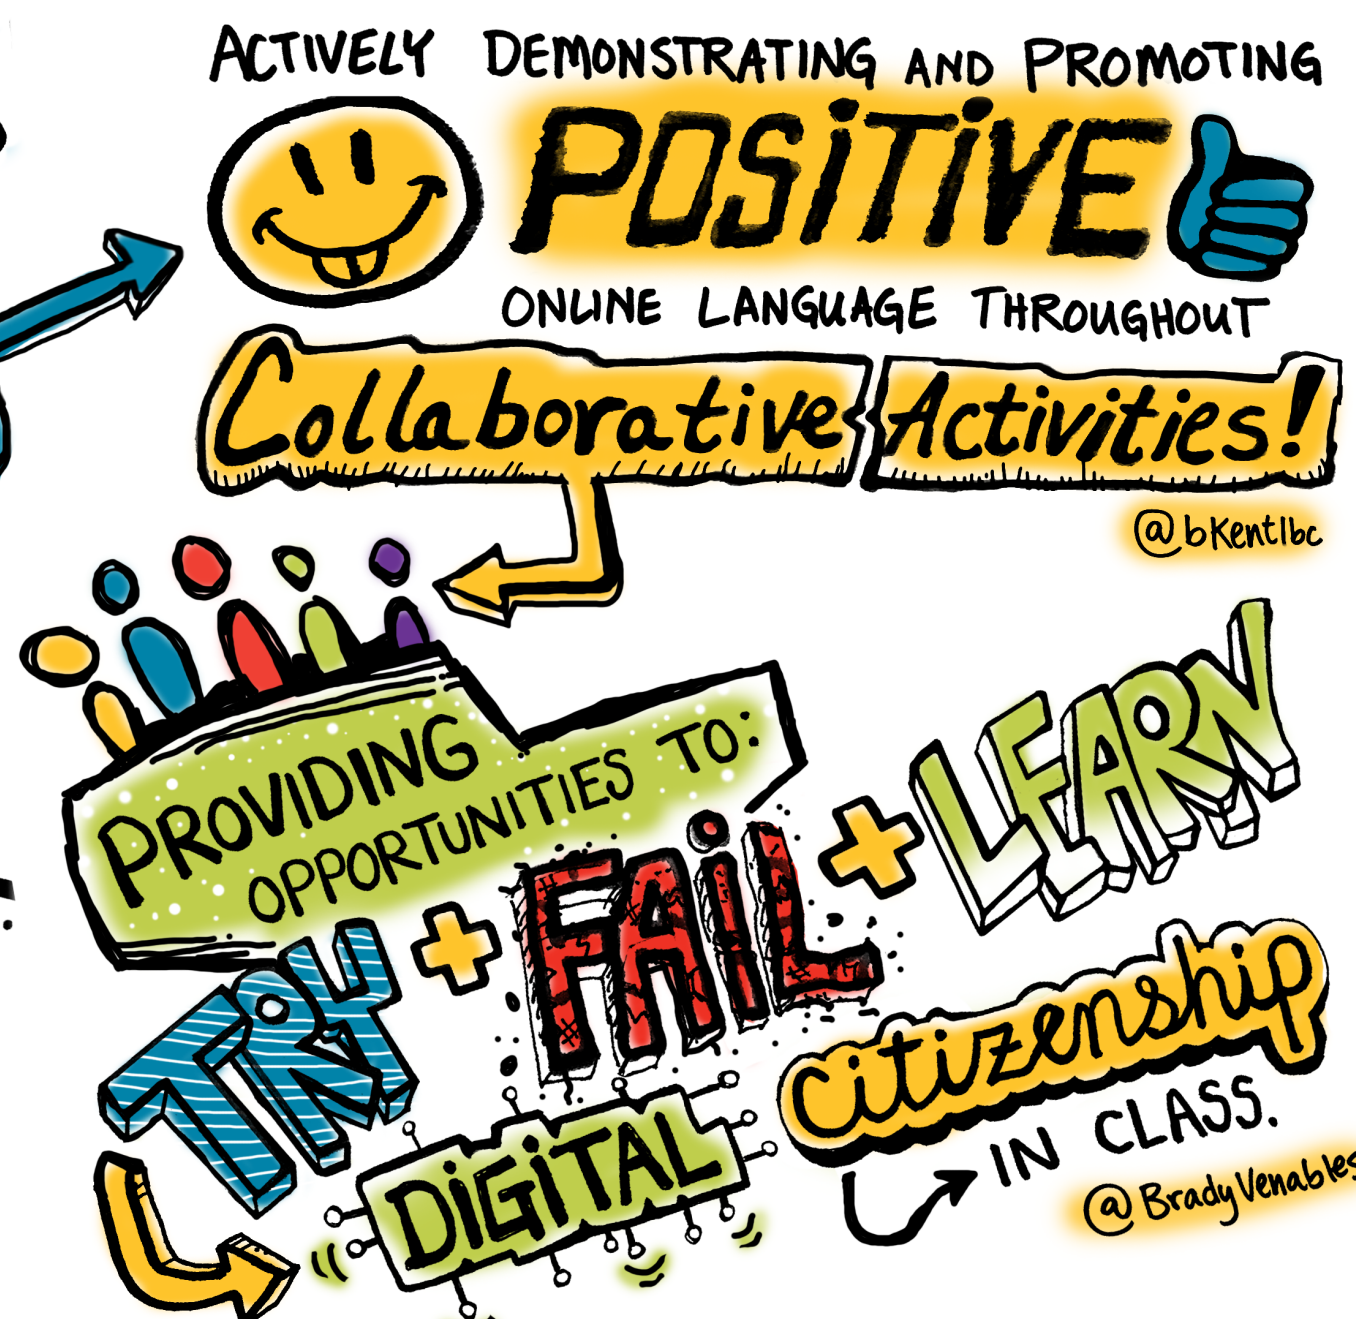 ACTIVELY DEMONSTRATING AND PROMOTING
POSiTiVE
ONLINE LANGUAGE THROUGHOUT
Collaborative Activities!
@bKentlbc
PROVIDING
OPPORTUNITIES TO:
TRY + FAiL + LEARN
DiGiTAL citizenship
IN CLASS.
@BradyVenables